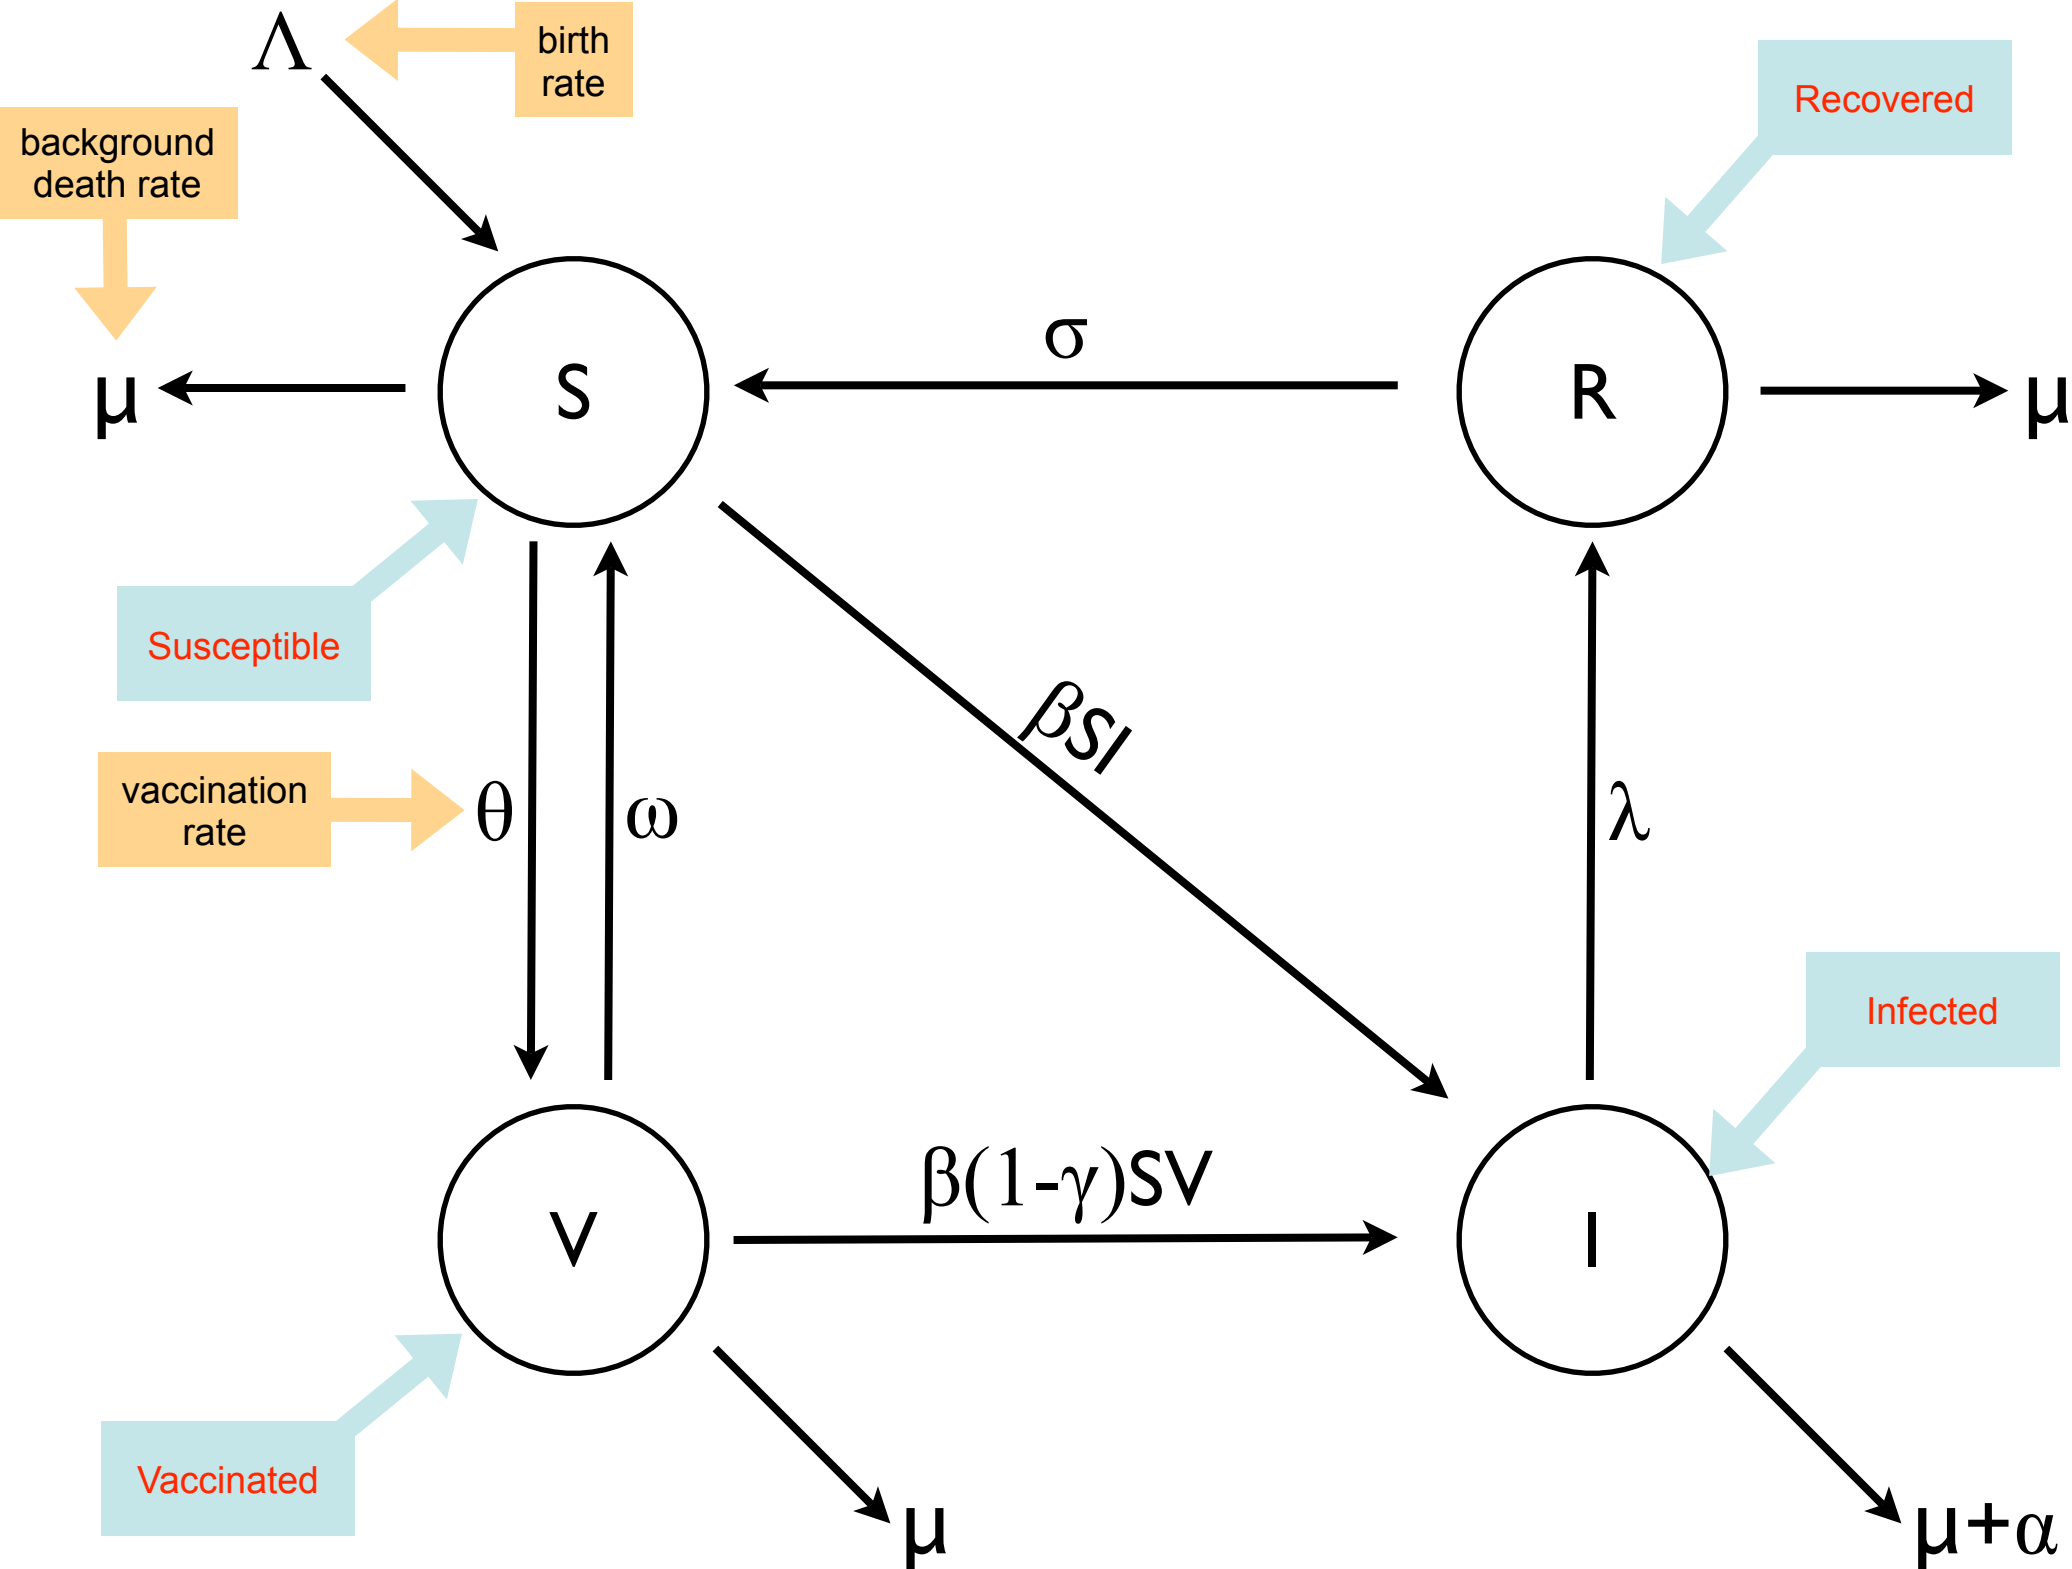 Λ
birth
rate
Recovered
background
death rate
σ
μ
S
R
μ
Susceptible
βSI
vaccination
rate
θ
ω
λ
Infected
β(1-γ)SV
V
I
Vaccinated
μ
μ+α